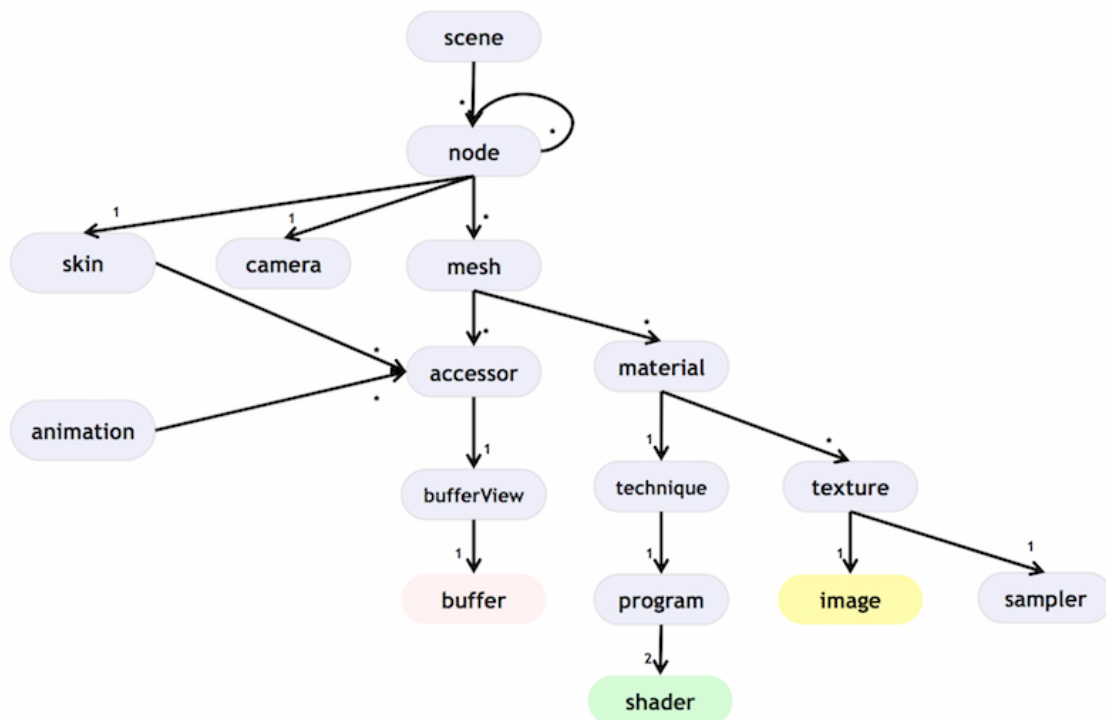 scene
*
*
node
1
1
*
skin
camera
mesh
*
*
*
accessor
material
*
animation
1
1
*
bufferView
technique
texture
1
1
1
1
buffer
program
image
sampler
2
shader